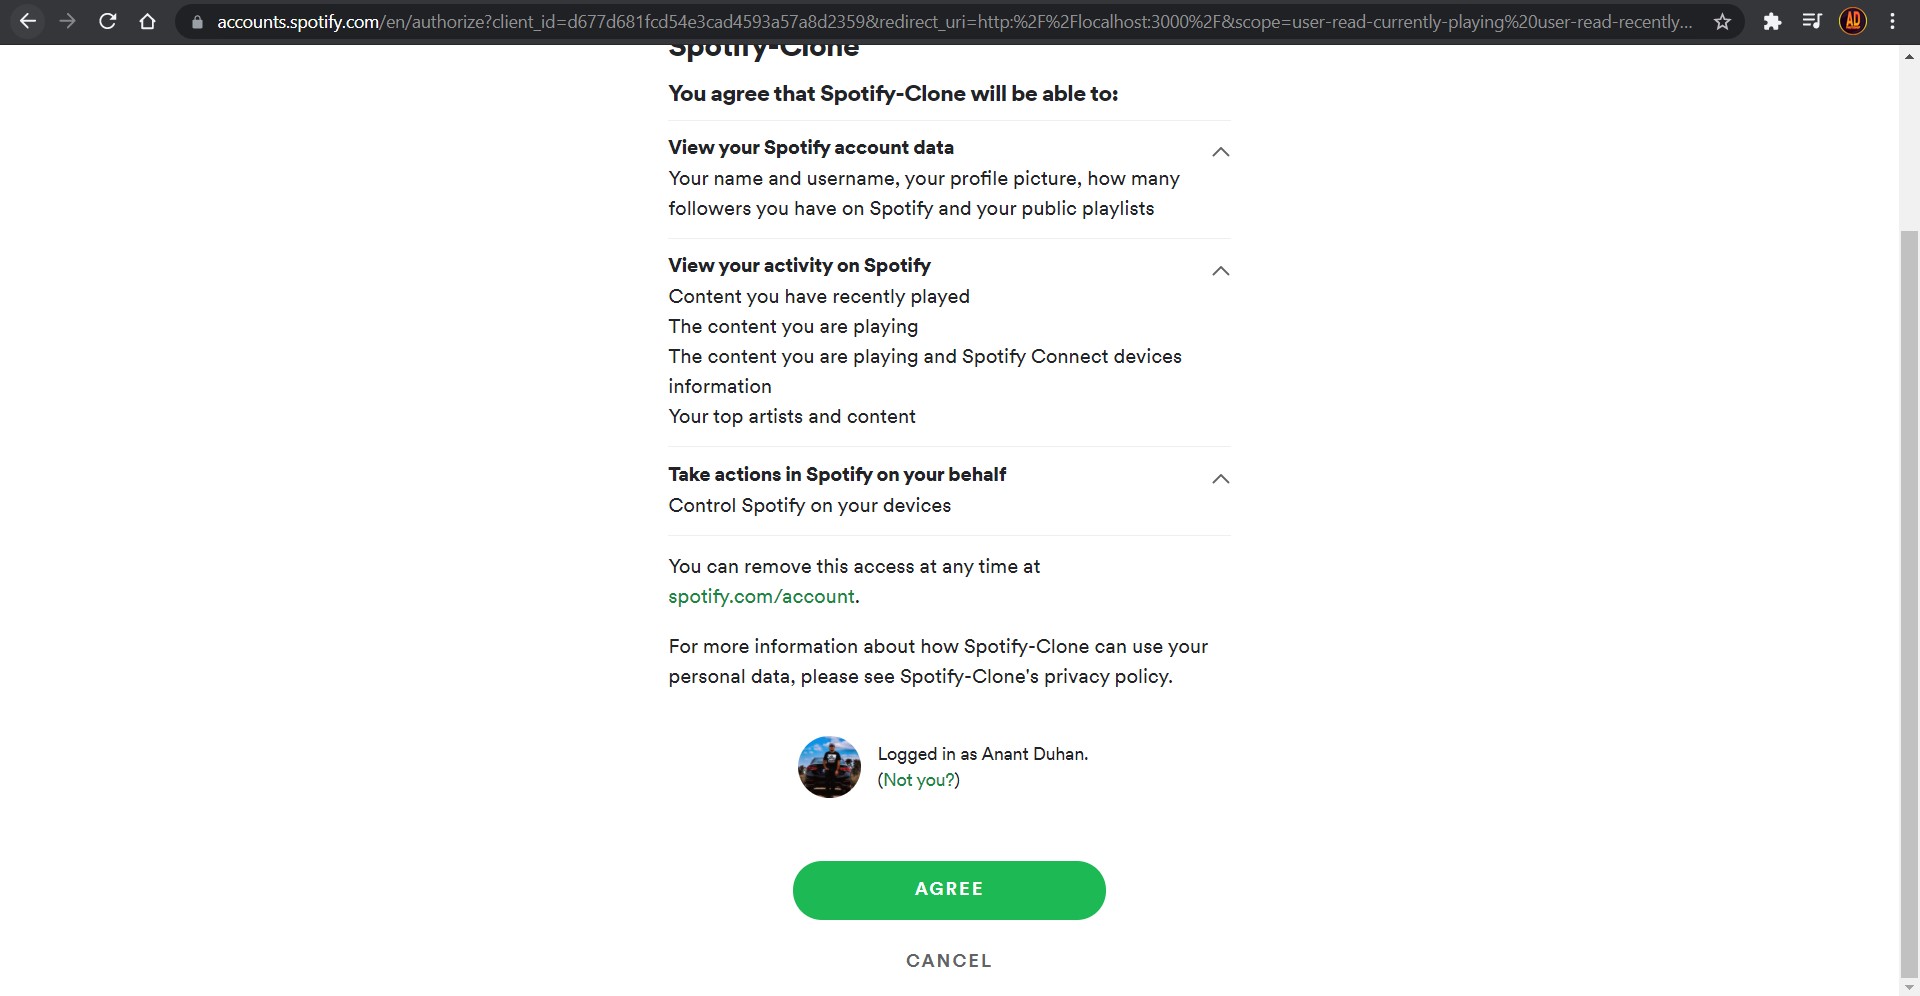 accounts.spotify.com/en/authorize?client_id=d677d681fcd54e3cad4593a57a8d2359&redirect_uri=http:%2F%2Flocalhost:3000%2F&scope=user-read-currently-playing%20user-read-recently...
AD
Spotify-Clone
You agree that Spotify-Clone will be able to:
View your Spotify account data
Your name and username, your profile picture, how many
followers you have on Spotify and your public playlists
View your activity on Spotify
Content you have recently played
The content you are playing
The content you are playing and Spotify Connect devices
information
Your top artists and content
Take actions in Spotify on your behalf
Control Spotify on your devices
You can remove this access at any time at
spotify.com/account.
For more information about how Spotify-Clone can use your
personal data, please see Spotify-Clone's privacy policy.
Logged in as Anant Duhan.
(Not you?)
AGREE
CANCEL